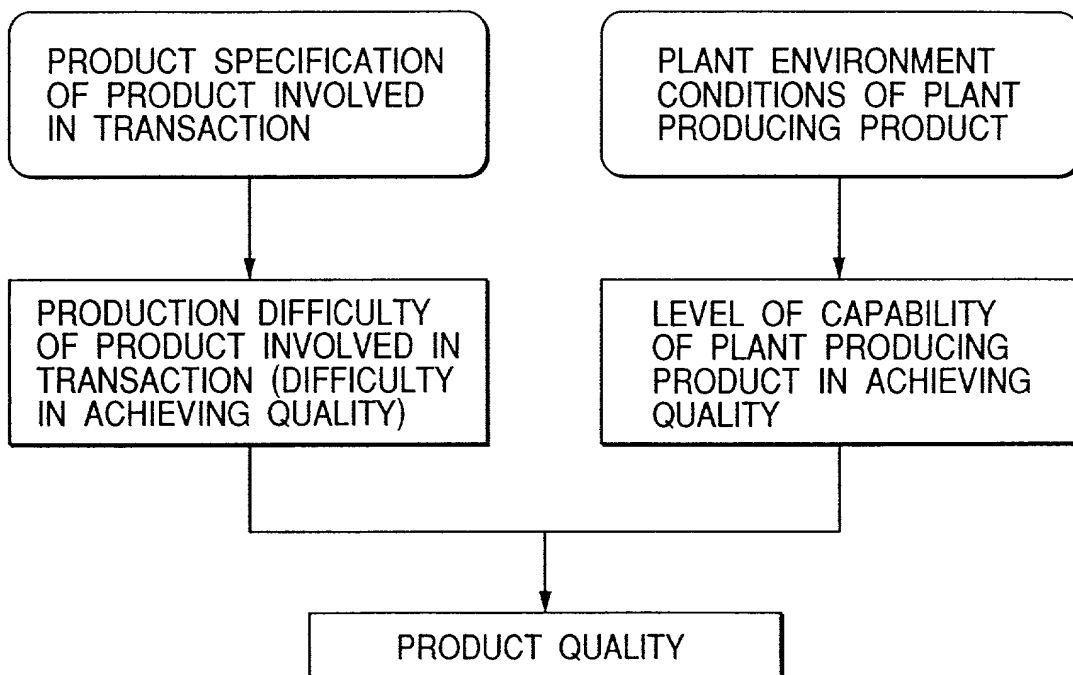 PRODUCT SPECIFICATION
OF PRODUCT INVOLVED
IN TRANSACTION
PLANT ENVIRONMENT
CONDITIONS OF PLANT
PRODUCING PRODUCT
PRODUCTION DIFFICULTY
OF PRODUCT INVOLVED IN
TRANSACTION (DIFFICULTY
IN ACHIEVING QUALITY)
LEVEL OF CAPABILITY
OF PLANT PRODUCING
PRODUCT IN ACHIEVING
QUALITY
PRODUCT QUALITY